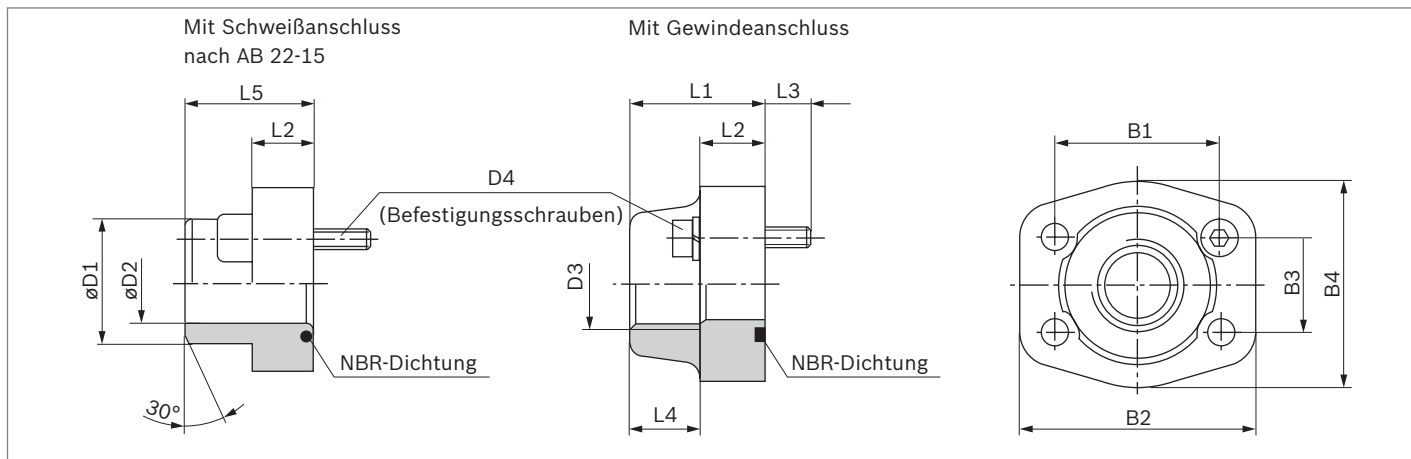 Mit Schweißanschluss
nach AB 22-15
Mit Gewindeanschluss
L5
L2
L1
L3
L2
B1
D4
(Befestigungsschrauben)
øD1
øD2
D3
B3
B4
NBR-Dichtung
NBR-Dichtung
30°
L4
B2